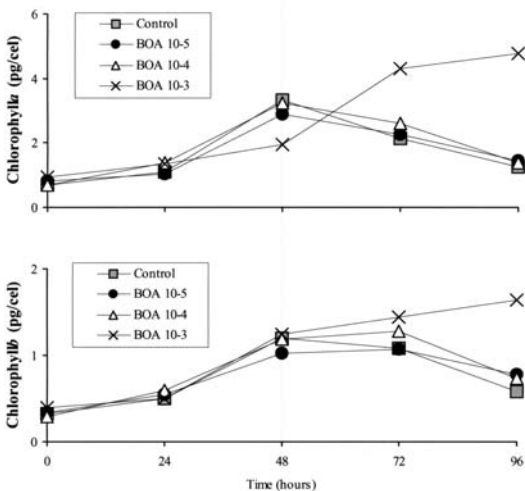 Chlorophylla (pg/cel)
6
4
2
0
Control
BOA 10-5
BOA 10-4
BOA 10-3
Chlorophyllb (pg/cel)
2
1
0
Control
BOA 10-5
BOA 10-4
BOA 10-3
0 24 48 72 96
Time (hours)